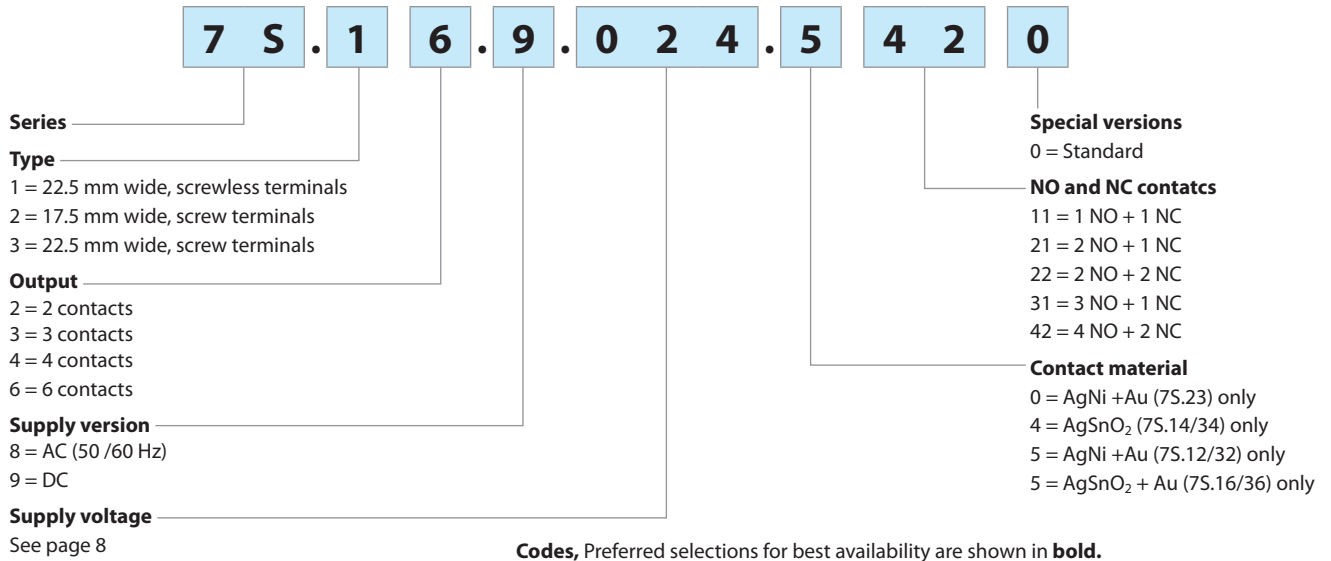 7 S . 1 6 . 9 . 0 2 4 . 5 4 2 0
Series
Type
1 = 22.5 mm wide, screwless terminals
2 = 17.5 mm wide, screw terminals
3 = 22.5 mm wide, screw terminals
Output
2 = 2 contacts
3 = 3 contacts
4 = 4 contacts
6 = 6 contacts
Supply version
8 = AC (50 /60 Hz)
9 = DC
Supply voltage
See page 8
Special versions
0 = Standard
NO and NC contatcs
11 = 1 NO + 1 NC
21 = 2 NO + 1 NC
22 = 2 NO + 2 NC
31 = 3 NO + 1 NC
42 = 4 NO + 2 NC
Contact material
0 = AgNi +Au (7S.23) only
4 = AgSnO₂ (7S.14/34) only
5 = AgNi +Au (7S.12/32) only
5 = AgSnO₂ + Au (7S.16/36) only
Codes, Preferred selections for best availability are shown in bold.